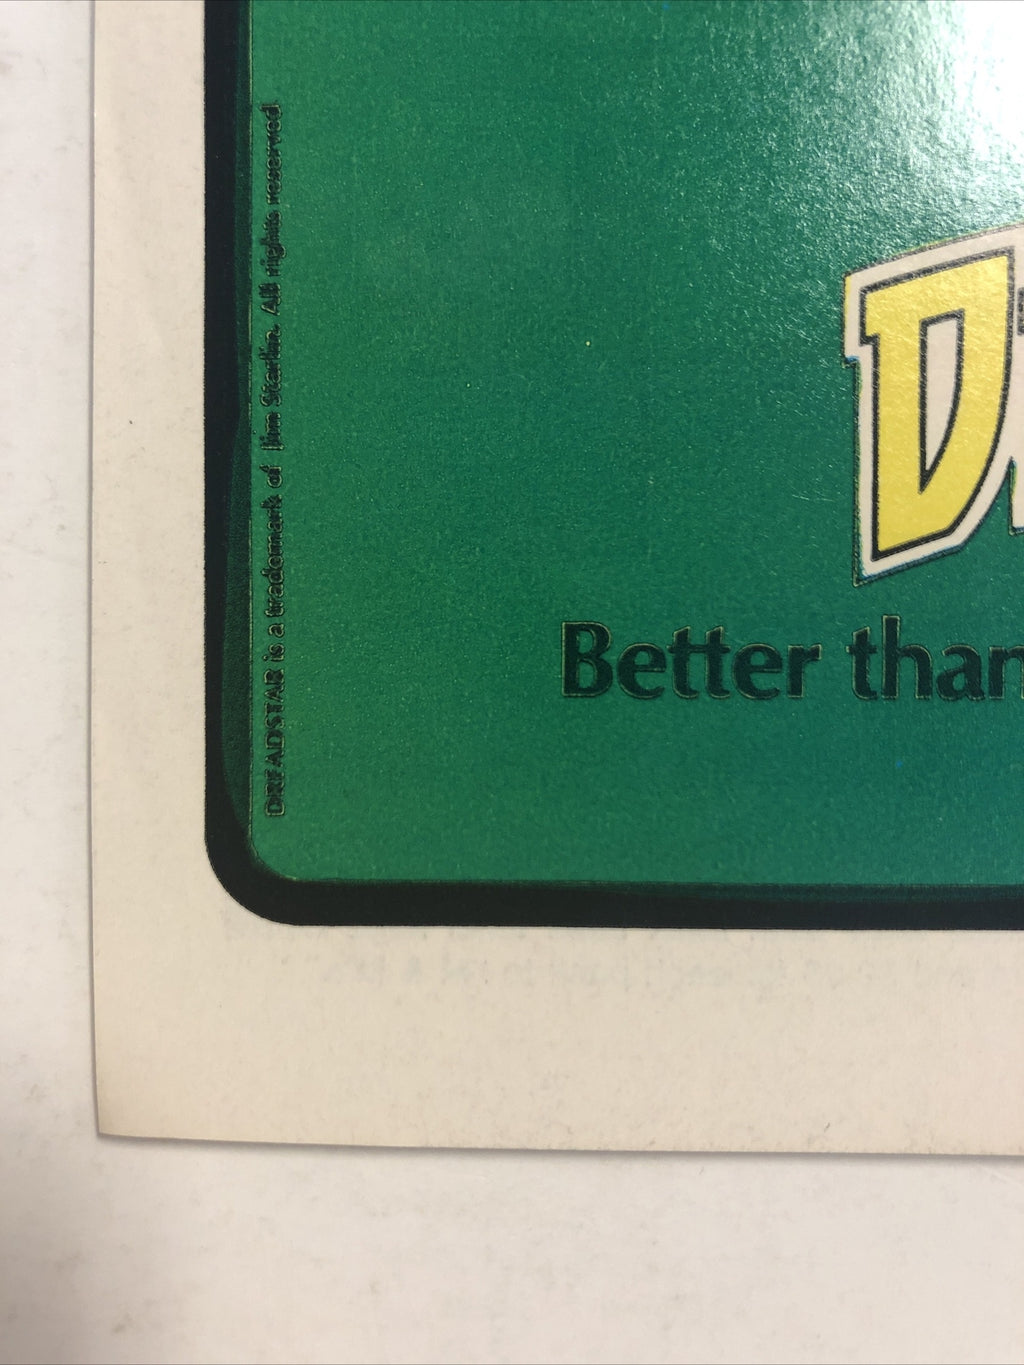 DREADSTAR is a trademark of Jim Starlin. All rights reserved.
D
Better than